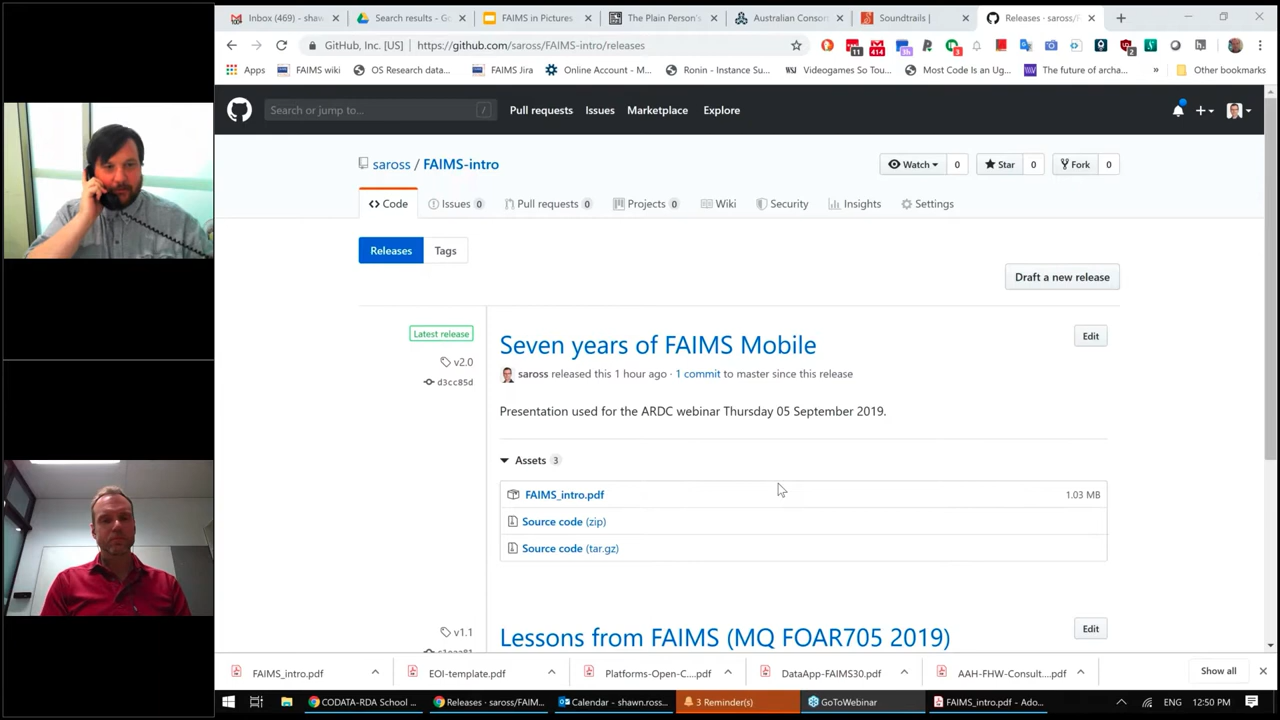 Inbox (469) - shaw
Search results - Go
FAIMS in Pictures
The Plain Person's
Australian Consort
Soundtrails |
Releases · saross/F
GitHub, Inc. [US] | https://github.com/saross/FAIMS-intro/releases
11
414
3h
3
2
Apps
FAIMS wiki
OS Research data...
FAIMS Jira
Online Account - M...
Ronin - Instance Su...
WSJ Videogames So Tou...
Most Code Is an Ug...
The future of archa...
»
Other bookmarks
Search or jump to...
/
Pull requests
Issues
Marketplace
Explore
saross / FAIMS-intro
Watch 0
Star 0
Fork 0
<> Code
Issues 0
Pull requests 0
Projects 0
Wiki
Security
Insights
Settings
Releases
Tags
Draft a new release
Latest release
v2.0
d3cc85d
Seven years of FAIMS Mobile
Edit
saross released this 1 hour ago · 1 commit to master since this release
Presentation used for the ARDC webinar Thursday 05 September 2019.
Assets 3
FAIMS_intro.pdf
1.03 MB
Source code (zip)
Source code (tar.gz)
v1.1
Lessons from FAIMS (MQ FOAR705 2019)
Edit
FAIMS_intro.pdf
EOI-template.pdf
Platforms-Open-C....pdf
DataApp-FAIMS30.pdf
AAH-FHW-Consult....pdf
Show all
CODATA-RDA School ...
Releases · saross/FAIM...
Calendar - shawn.ross...
3 Reminder(s)
GoToWebinar
FAIMS_intro.pdf - Ado...
ENG
12:50 PM